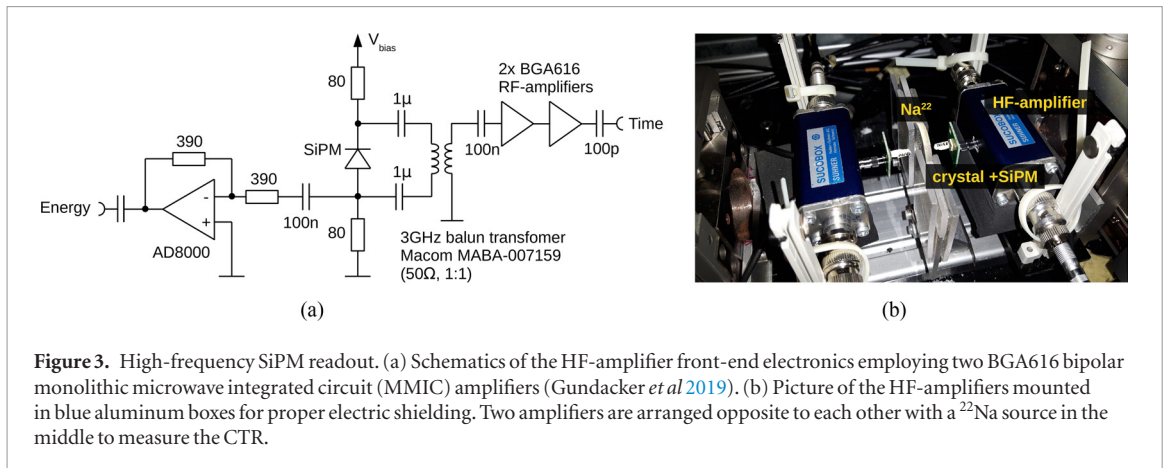 V_bias
80
1µ
2x BGA616
RF-amplifiers
100n
100p
Time
SiPM
390
1µ
390
Energy
-
+
AD8000
100n
80
3GHz balun transfomer
Macom MABA-007159
(50Ω, 1:1)
(a)
Na²²
HF-amplifier
SUCOBOX
SUHNER
SUCOBOX
SUHNER
crystal +SiPM
(b)
Figure 3. High-frequency SiPM readout. (a) Schematics of the HF-amplifier front-end electronics employing two BGA616 bipolar
monolithic microwave integrated circuit (MMIC) amplifiers (Gundacker et al 2019). (b) Picture of the HF-amplifiers mounted
in blue aluminum boxes for proper electric shielding. Two amplifiers are arranged opposite to each other with a ²²Na source in the
middle to measure the CTR.